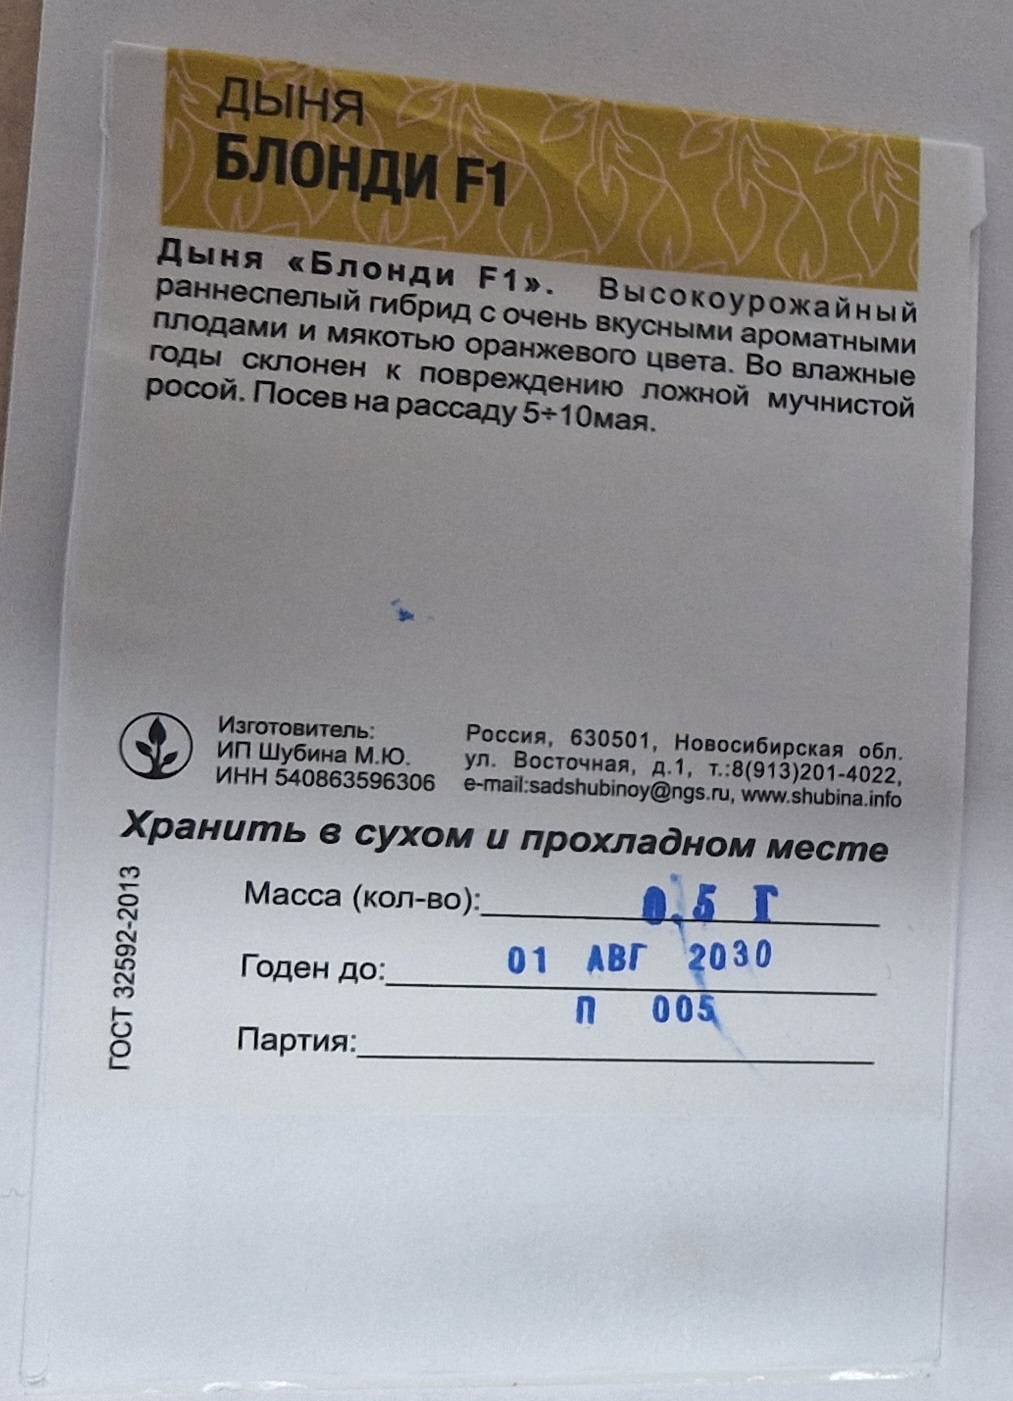 ДЫНЯ
БЛОНДИ F1
Дыня «Блонди F1». Высокоурожайный
раннеспелый гибрид с очень вкусными ароматными
плодами и мякотью оранжевого цвета. Во влажные
годы склонен к повреждению ложной мучнистой
росой. Посев на рассаду 5÷10мая.
Изготовитель:
ИП Шубина М.Ю.
ИНН 540863596306
Россия, 630501, Новосибирская обл.
ул. Восточная, д.1, т.:8(913)201-4022,
e-mail:sadshubinoy@ngs.ru, www.shubina.info
Хранить в сухом и прохладном месте
ГОСТ 32592-2013
Масса (кол-во): 0,5 Г
Годен до: 01 АВГ 2030
П 005
Партия: